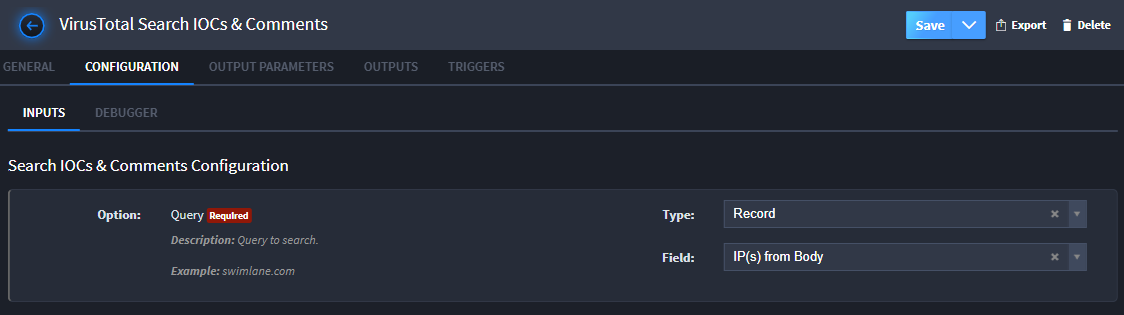 VirusTotal Search IOCs & Comments
Save
Export
Delete
GENERAL CONFIGURATION OUTPUT PARAMETERS OUTPUTS TRIGGERS
INPUTS DEBUGGER
Search IOCs & Comments Configuration
Option: Query Required Type: Record
Description: Query to search.
Field: IP(s) from Body
Example: swimlane.com